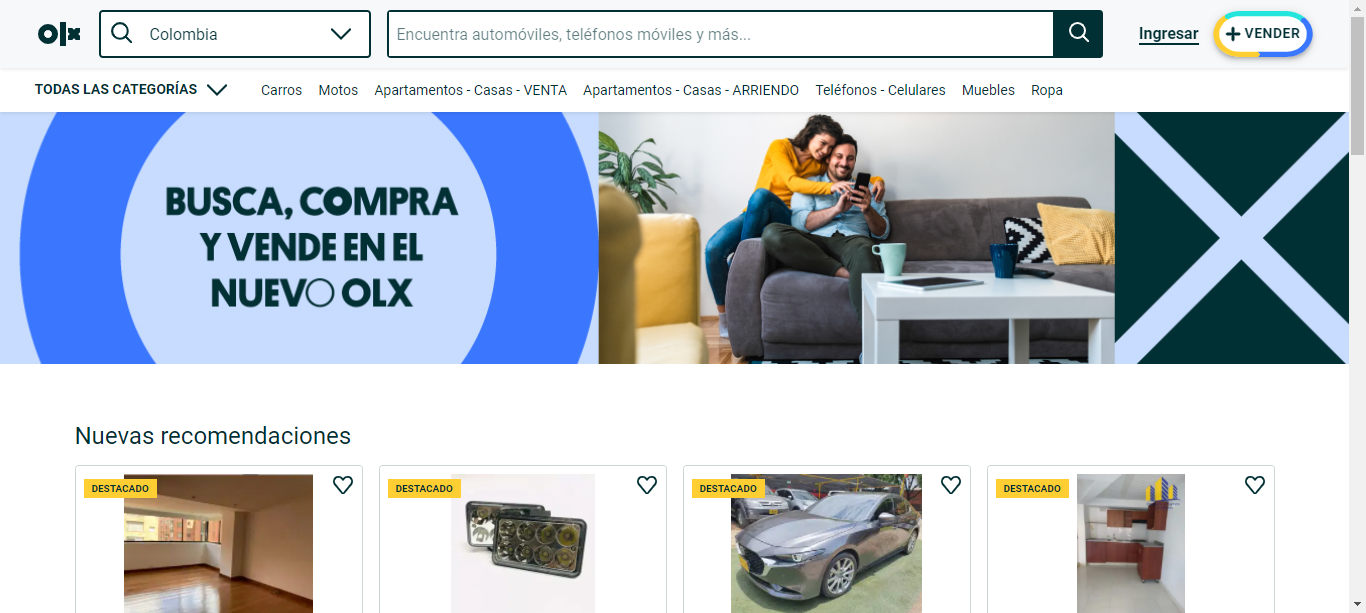 olx
Colombia
Encuentra automóviles, teléfonos móviles y más...
Ingresar
VENDER
TODAS LAS CATEGORÍAS
Carros
Motos
Apartamentos - Casas - VENTA
Apartamentos - Casas - ARRIENDO
Teléfonos - Celulares
Muebles
Ropa
BUSCA, COMPRA
Y VENDE EN EL
NUEVO OLX
Nuevas recomendaciones
DESTACADO
DESTACADO
DESTACADO
DESTACADO